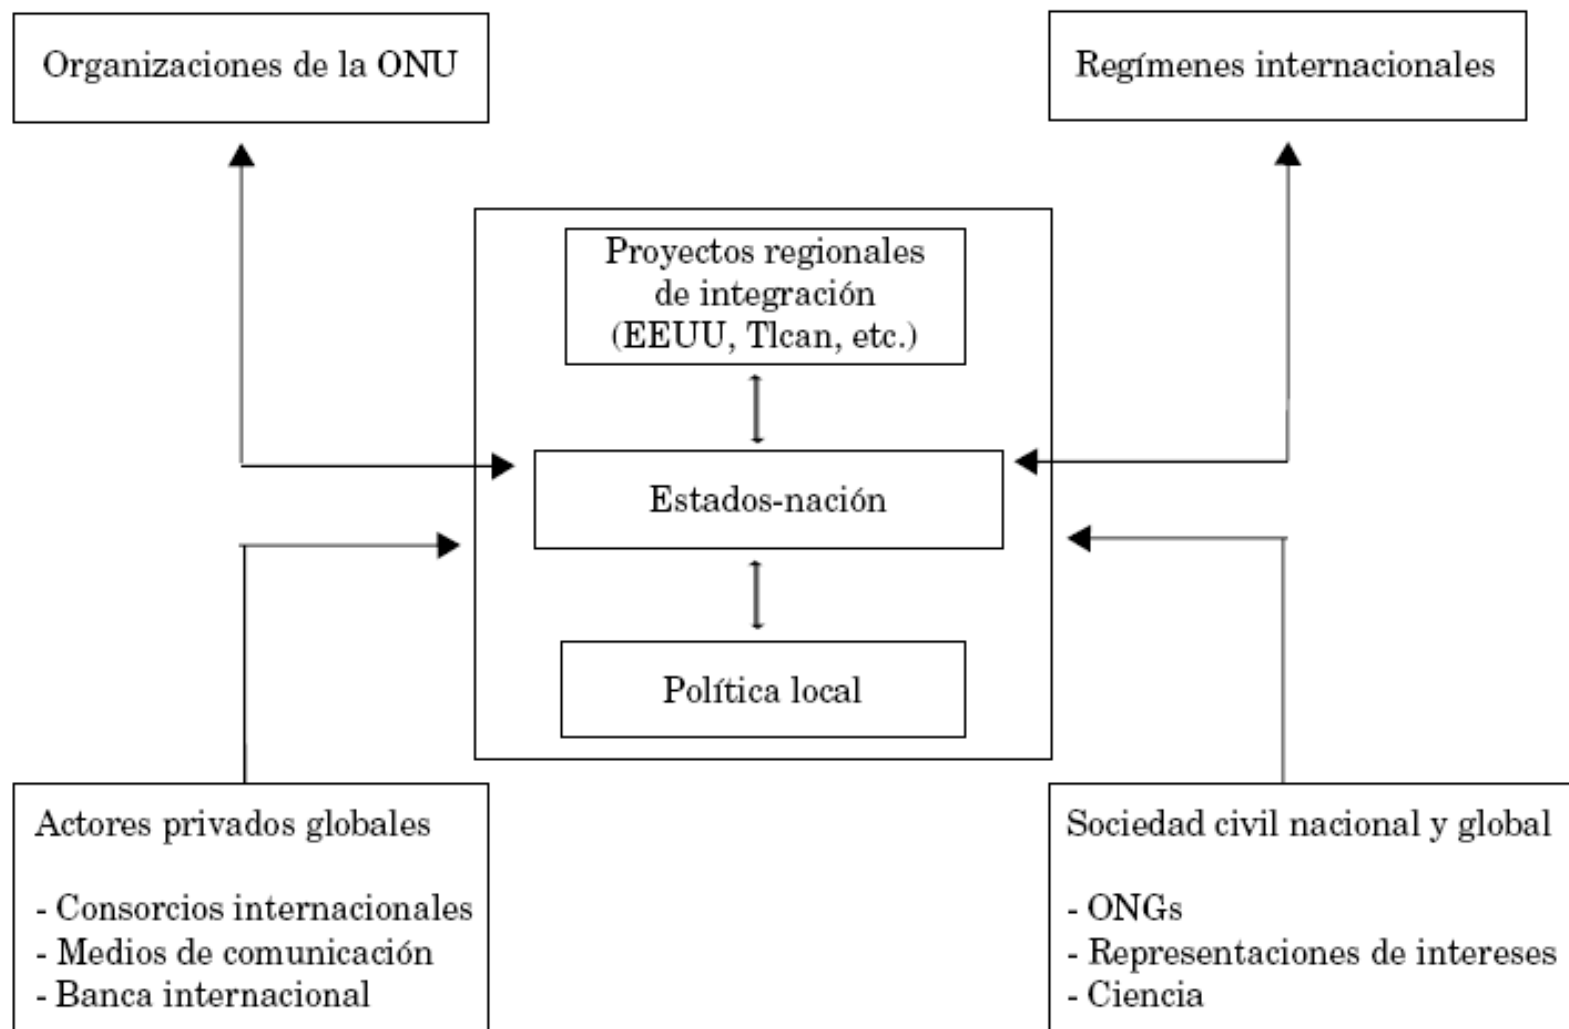 Organizaciones de la ONU
Regímenes internacionales
Proyectos regionales
de integración
(EEUU, Tlcan, etc.)
Estados-nación
Política local
Actores privados globales
- Consorcios internacionales
- Medios de comunicación
- Banca internacional
Sociedad civil nacional y global
- ONGs
- Representaciones de intereses
- Ciencia